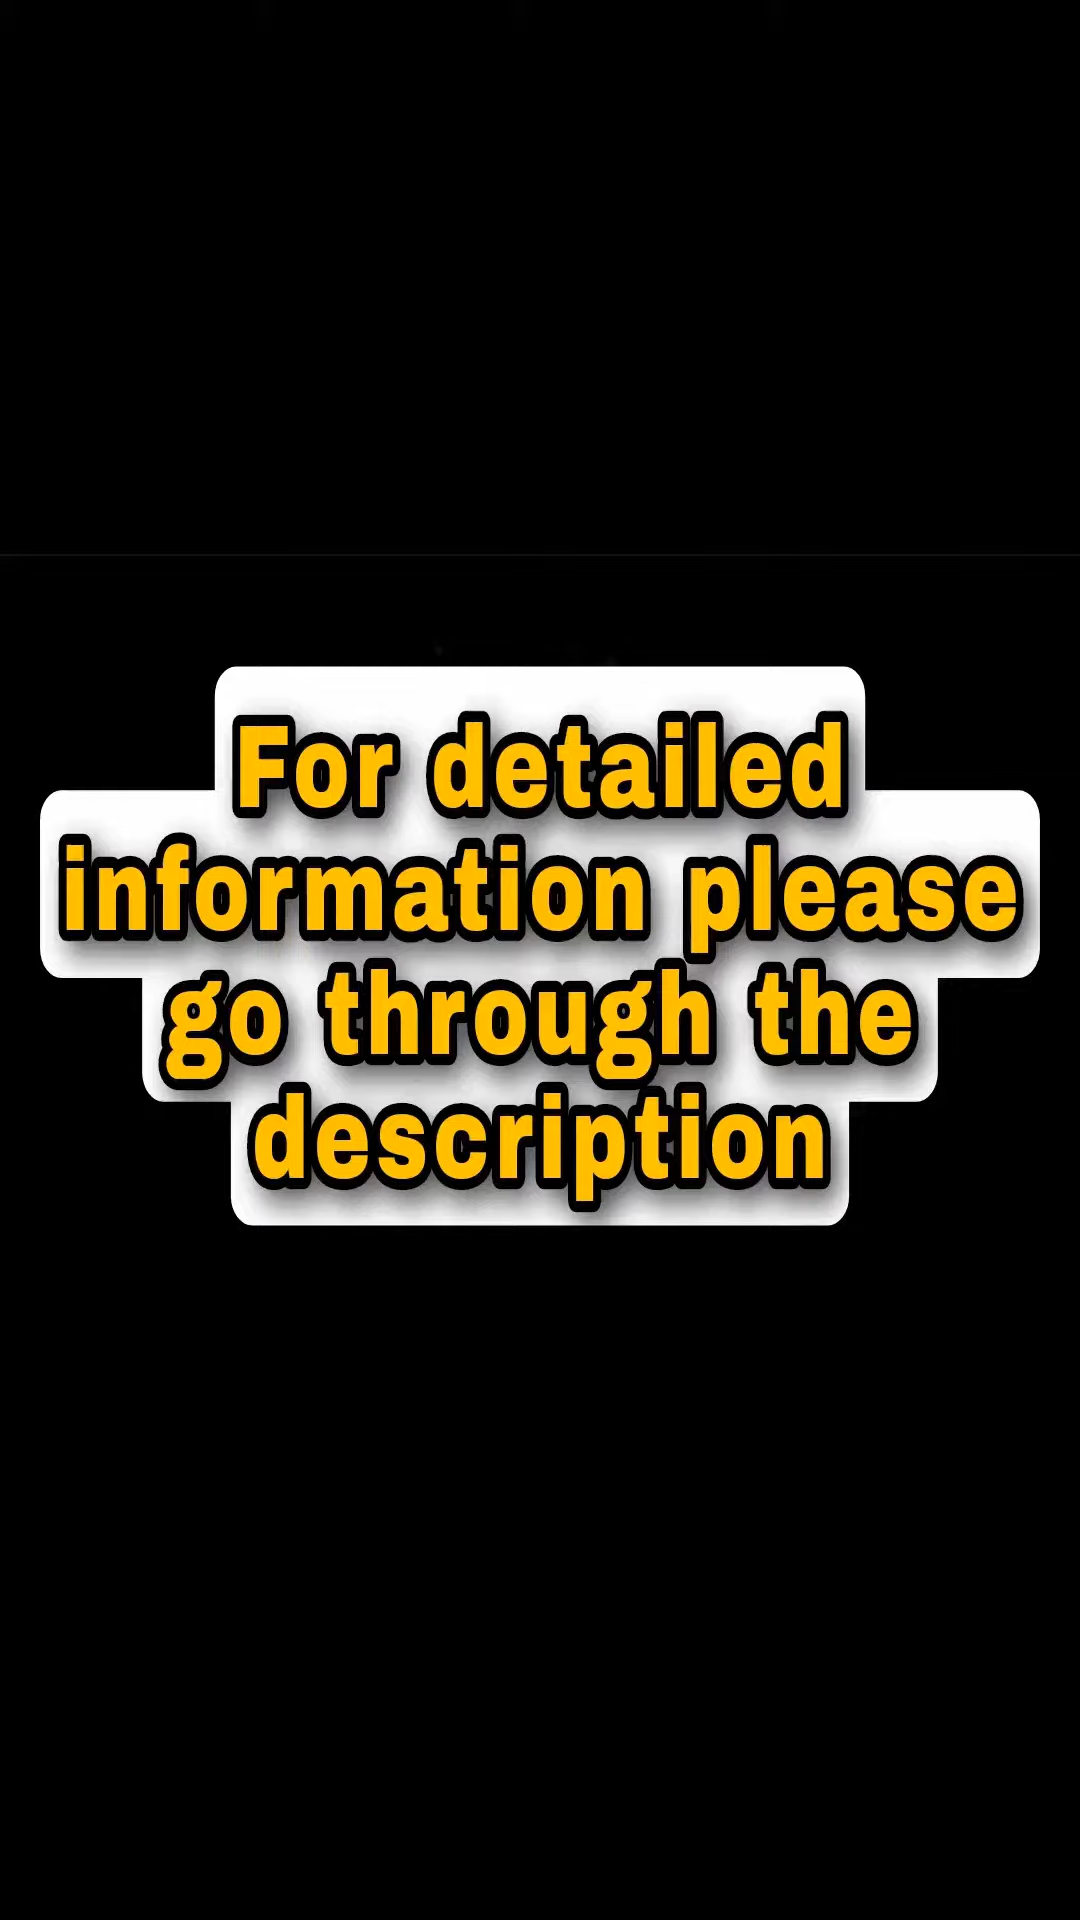 For detailed
information please
go through the
description